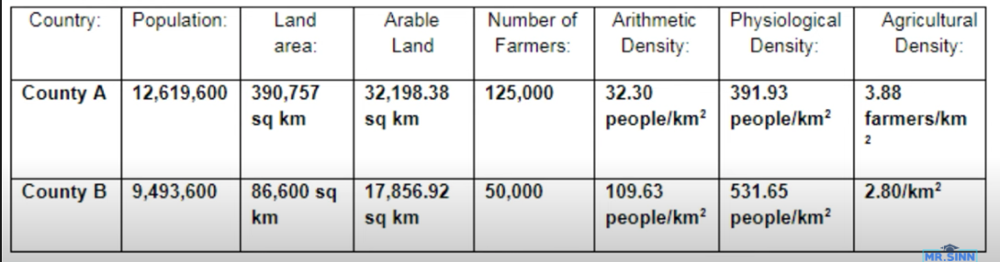 Country: Population: Land area: Arable Land Number of Farmers: Arithmetic Density: Physiological Density: Agricultural Density:
County A 12,619,600 390,757 sq km 32,198.38 sq km 125,000 32.30 people/km² 391.93 people/km² 3.88 farmers/km²
County B 9,493,600 86,600 sq km 17,856.92 sq km 50,000 109.63 people/km² 531.65 people/km² 2.80/km²
MR.SINN